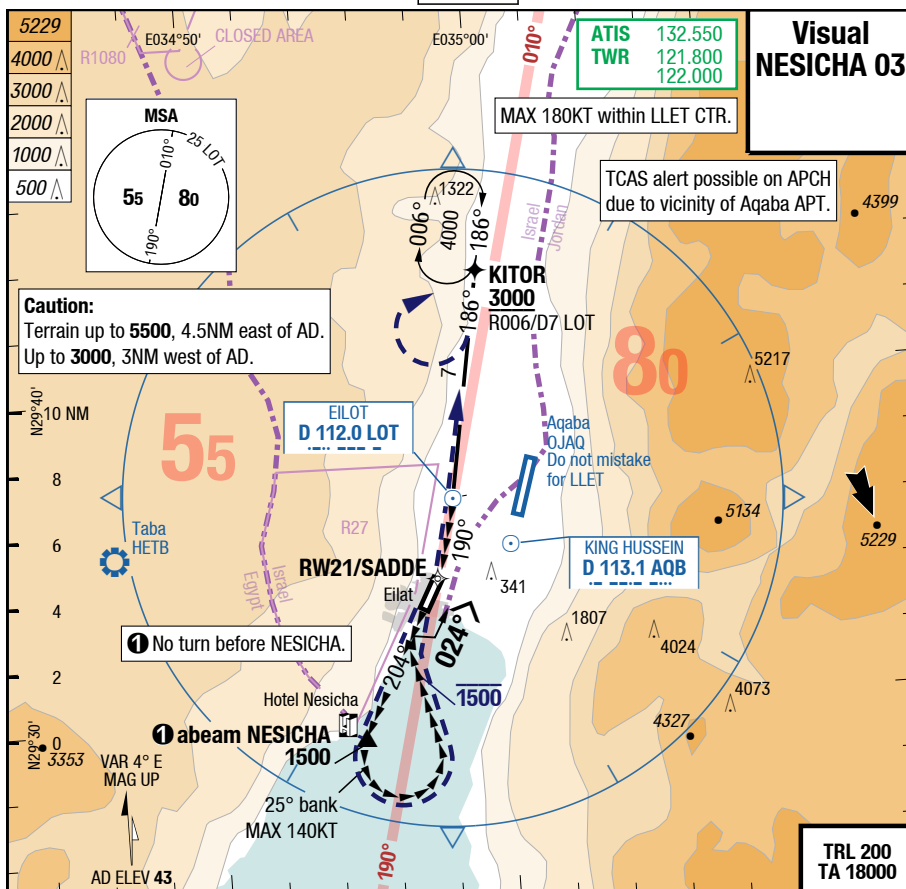 5229
4000
3000
2000
1000
500
E034°50'
E035°00'
R1080
CLOSED AREA
010°
ATIS 132.550
TWR 121.800
122.000
Visual
NESICHA 03
MAX 180KT within LLET CTR.
MSA
25 LOT
010°
55
80
190°
TCAS alert possible on APCH
due to vicinity of Aqaba APT.
4399
1322
006°
4000
186°
Israel
Jordan
KITOR
3000
R006/D7 LOT
186°
Caution:
Terrain up to 5500, 4.5NM east of AD.
Up to 3000, 3NM west of AD.
7
80
5217
N29°40'
10 NM
EILOT
D 112.0 LOT
55
Aqaba
OJAQ
Do not mistake
for LLET
8
R27
5134
5229
Taba
HETB
6
190°
KING HUSSEIN
D 113.1 AQB
Israel
Egypt
RW21/SADDE
Eilat
341
4
1807
4024
❶ No turn before NESICHA.
204°
024°
2
1500
4073
Hotel Nesicha
❶ abeam NESICHA
1500
4327
N29°30'
0
3353
VAR 4° E
MAG UP
25° bank
MAX 140KT
190°
AD ELEV 43
TRL 200
TA 18000